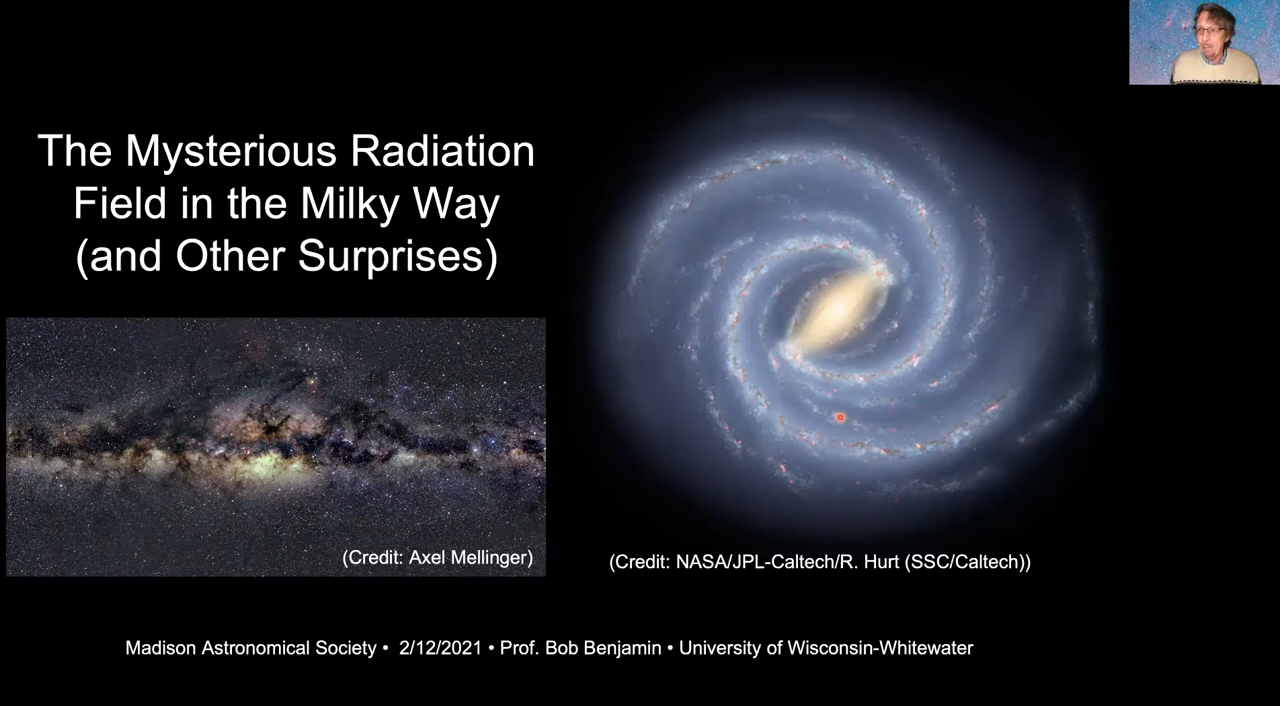 The Mysterious Radiation
Field in the Milky Way
(and Other Surprises)
(Credit: Axel Mellinger)
(Credit: NASA/JPL-Caltech/R. Hurt (SSC/Caltech))
Madison Astronomical Society • 2/12/2021 • Prof. Bob Benjamin • University of Wisconsin-Whitewater